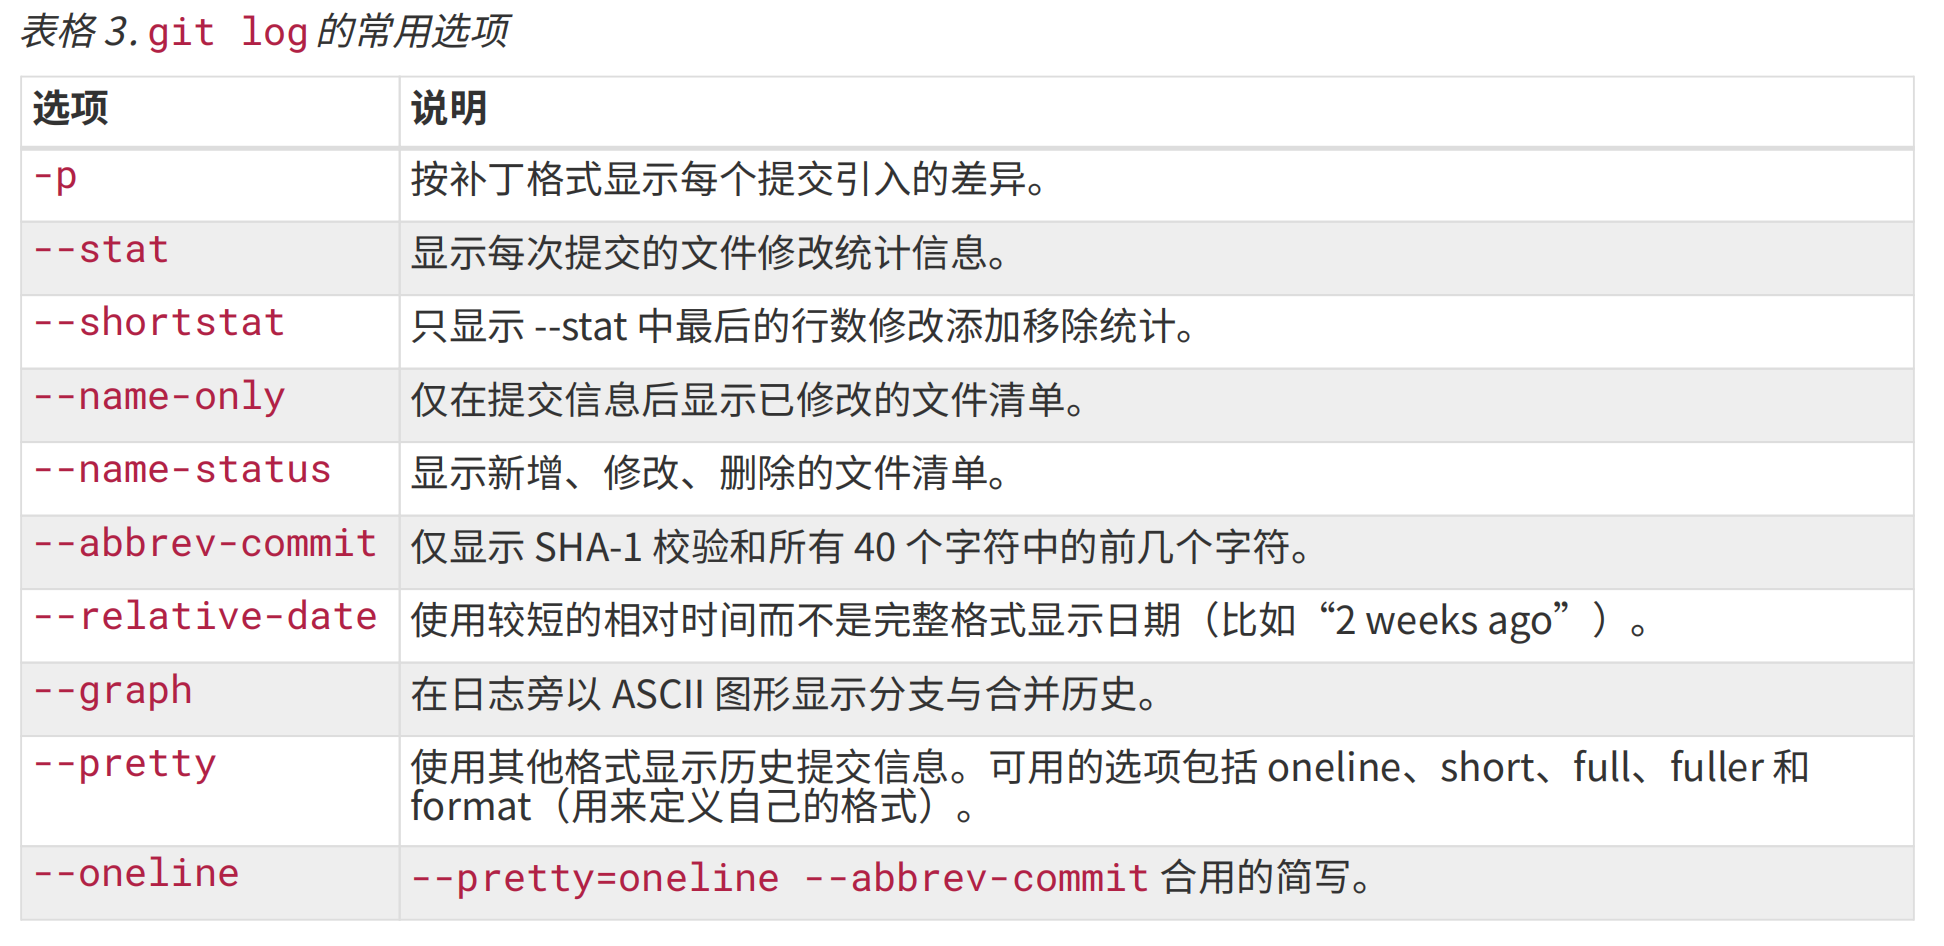 表格 3. git log 的常用选项
选项 说明
-p 按补丁格式显示每个提交引入的差异。
--stat 显示每次提交的文件修改统计信息。
--shortstat 只显示 --stat 中最后的行数修改添加移除统计。
--name-only 仅在提交信息后显示已修改的文件清单。
--name-status 显示新增、修改、删除的文件清单。
--abbrev-commit 仅显示 SHA-1 校验和所有 40 个字符中的前几个字符。
--relative-date 使用较短的相对时间而不是完整格式显示日期（比如“2 weeks ago”）。
--graph 在日志旁以 ASCII 图形显示分支与合并历史。
--pretty 使用其他格式显示历史提交信息。可用的选项包括 oneline、short、full、fuller 和
format（用来定义自己的格式）。
--oneline --pretty=oneline --abbrev-commit 合用的简写。